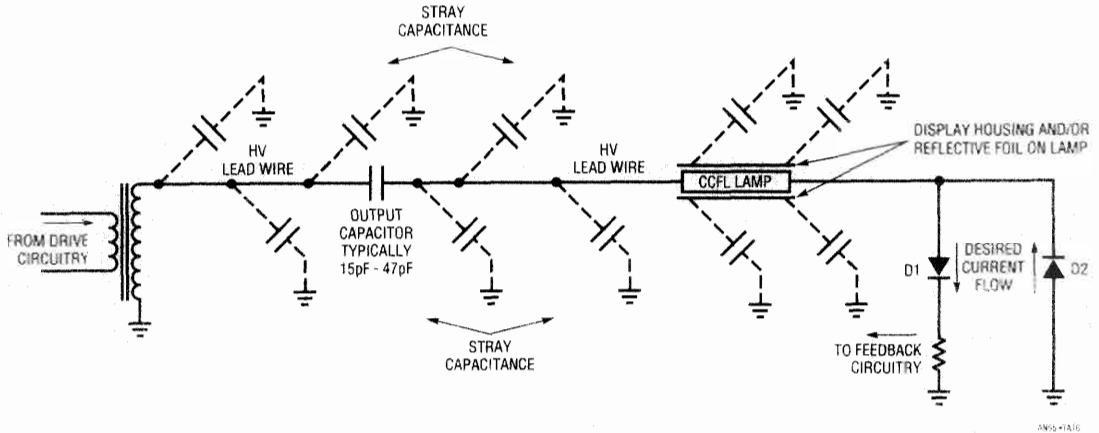 STRAY
CAPACITANCE
HV
LEAD WIRE
HV
LEAD WIRE
DISPLAY HOUSING AND/OR
REFLECTIVE FOIL ON LAMP
CCFL LAMP
FROM DRIVE
CIRCUITRY
OUTPUT
CAPACITOR
TYPICALLY
15pF - 47pF
D1
DESIRED
CURRENT
FLOW
D2
STRAY
CAPACITANCE
TO FEEDBACK
CIRCUITRY